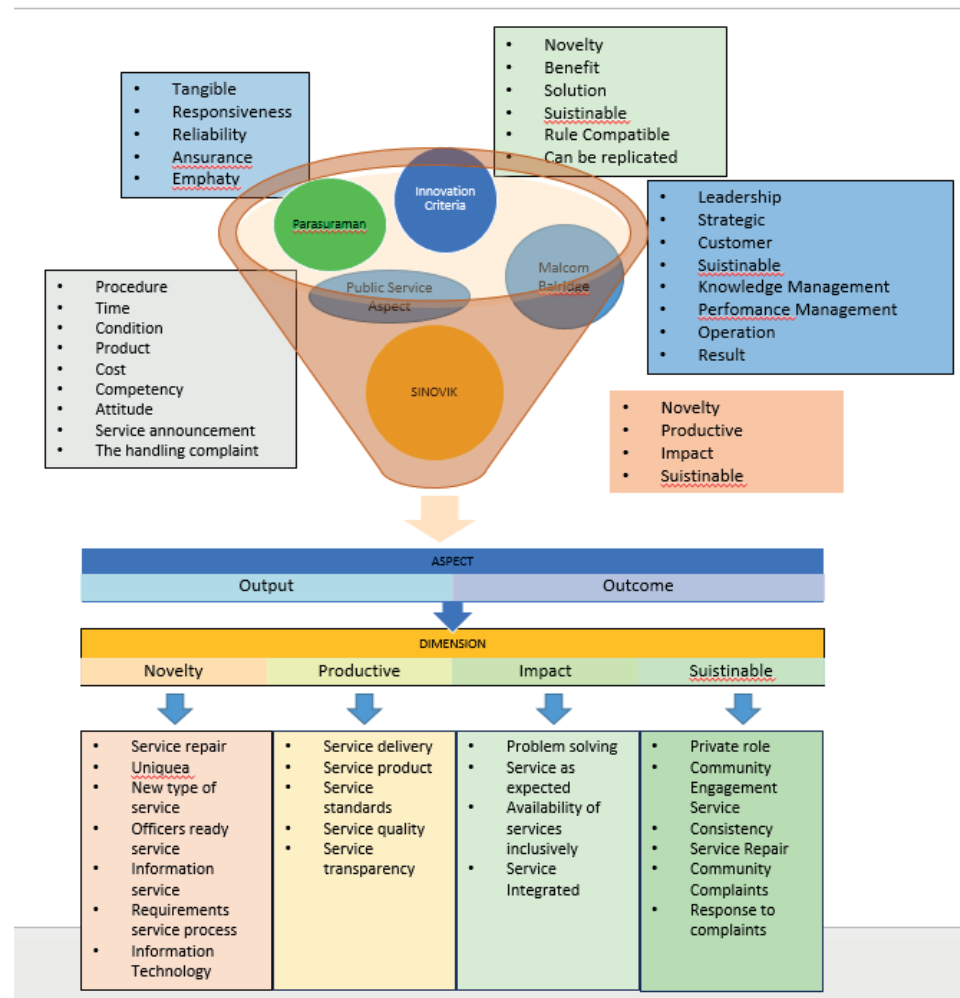 Novelty
Benefit
Solution
Suistinable
Rule Compatible
Can be replicated
Tangible
Responsiveness
Reliability
Ansurance
Emphaty
Leadership
Strategic
Customer
Suistinable
Knowledge Management
Perfomance Management
Operation
Result
Innovation
Criteria
Parasuraman
Malcom
Balridge
Public Service
Aspect
SINOVIK
Procedure
Time
Condition
Product
Cost
Competency
Attitude
Service announcement
The handling complaint
Novelty
Productive
Impact
Suistinable
ASPECT
Output
Outcome
DIMENSION
Novelty
Productive
Impact
Suistinable
Service repair
Uniquea
New type of
service
Officers ready
service
Information
service
Requirements
service process
Information
Technology
Service delivery
Service product
Service
standards
Service quality
Service
transparency
Problem solving
Service as
expected
Availability of
services
inclusively
Service
Integrated
Private role
Community
Engagement
Service
Consistency
Service Repair
Community
Complaints
Response to
complaints